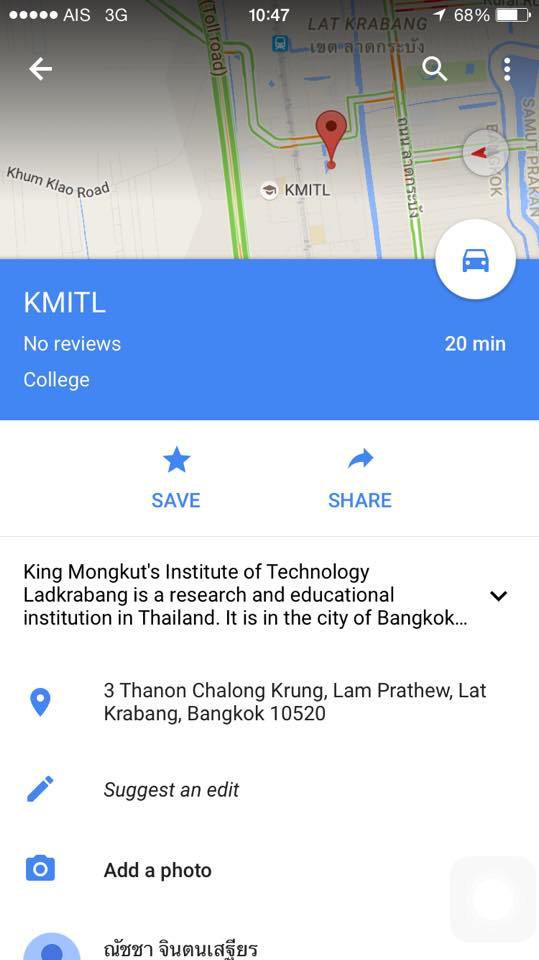 AIS 3G 10:47 68%
Rural Rd
(Toll road)
LAT KRABANG
เขต ลาดกระบัง
Khum Klao Road
KMITL
ถนน ลาดกระบัง
BANGKOK
SAMUT PRAKAN
KMITL
No reviews
20 min
College
SAVE
SHARE
King Mongkut's Institute of Technology
Ladkrabang is a research and educational
institution in Thailand. It is in the city of Bangkok...
3 Thanon Chalong Krung, Lam Prathew, Lat
Krabang, Bangkok 10520
Suggest an edit
Add a photo
ณัชชา จินตนเสฐียร